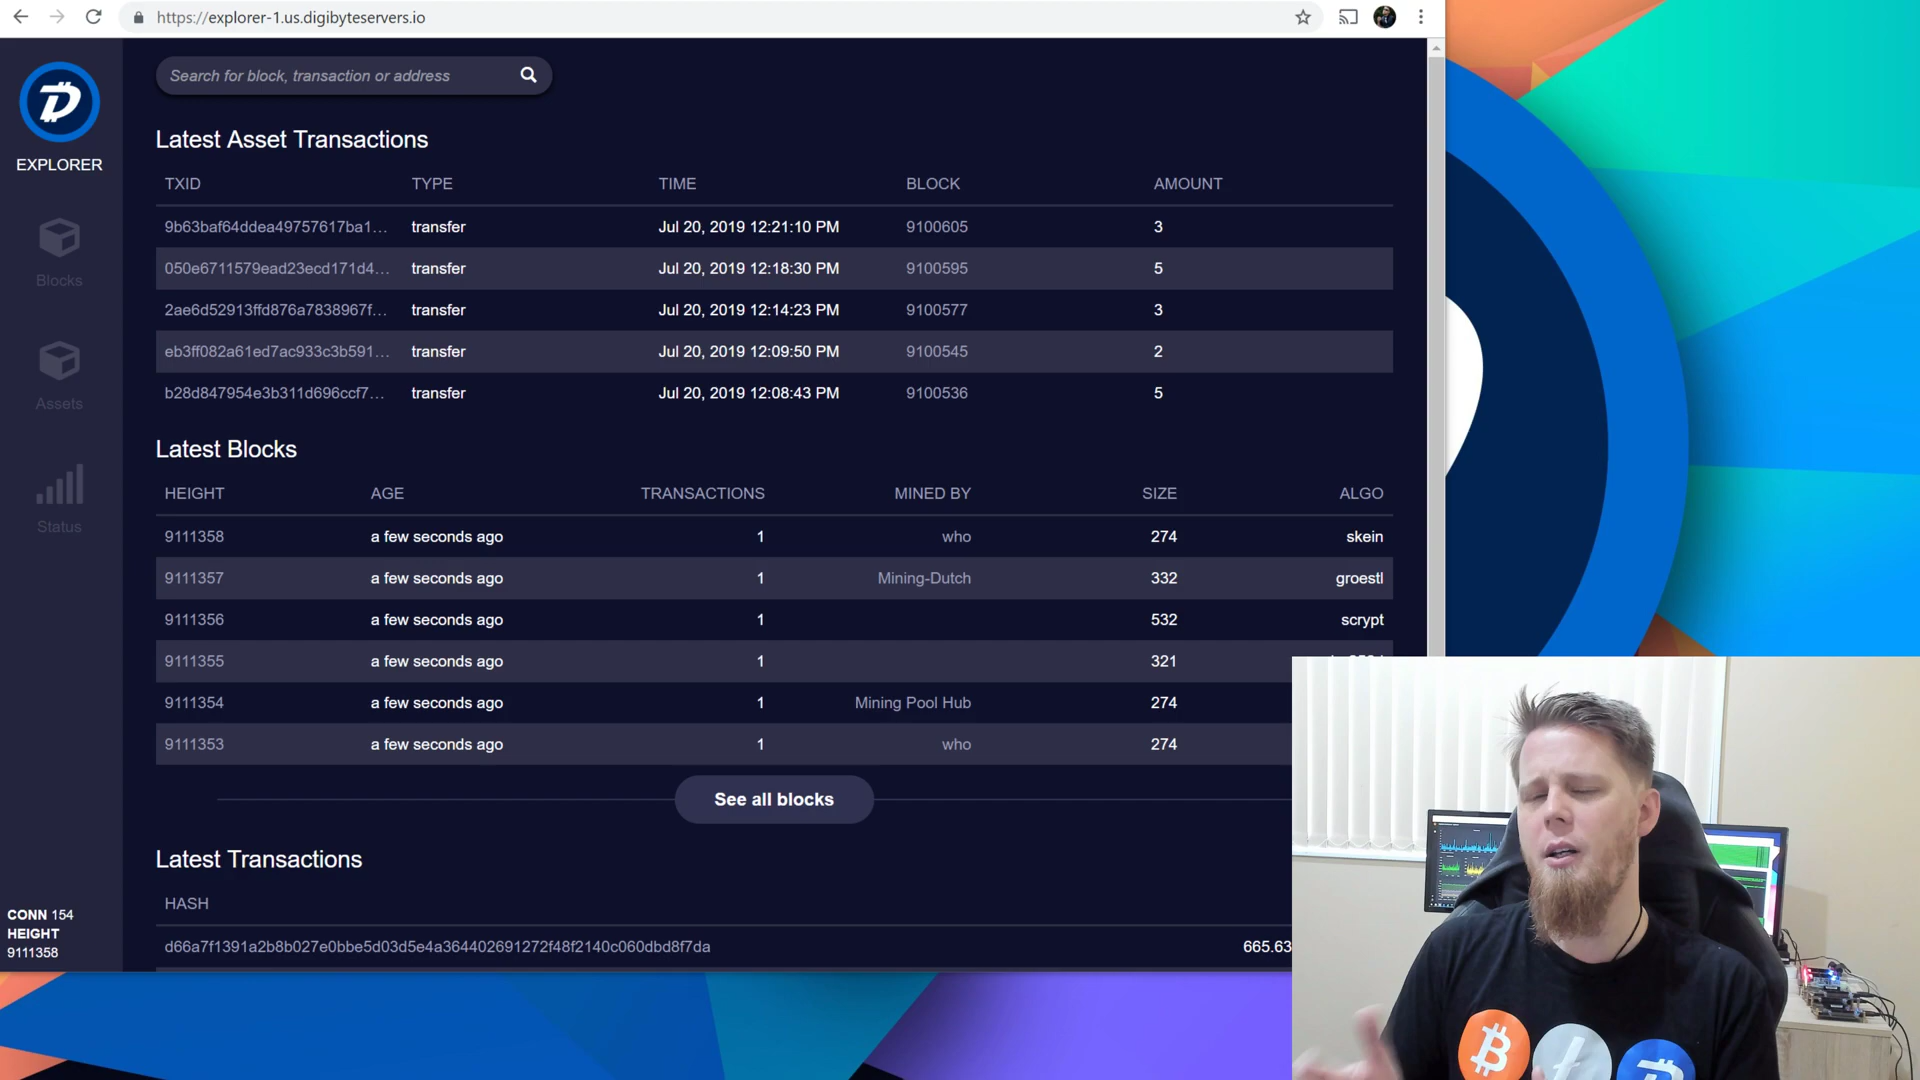 https://explorer-1.us.digibyteservers.io
Search for block, transaction or address
EXPLORER
Blocks
Assets
Status
CONN 154
HEIGHT
9111358
Latest Asset Transactions
TXID TYPE TIME BLOCK AMOUNT
9b63baf64ddea49757617ba1... transfer Jul 20, 2019 12:21:10 PM 9100605 3
050e6711579ead23ecd171d4... transfer Jul 20, 2019 12:18:30 PM 9100595 5
2ae6d52913ffd876a7838967f... transfer Jul 20, 2019 12:14:23 PM 9100577 3
eb3ff082a61ed7ac933c3b591... transfer Jul 20, 2019 12:09:50 PM 9100545 2
b28d847954e3b311d696ccf7... transfer Jul 20, 2019 12:08:43 PM 9100536 5
Latest Blocks
HEIGHT AGE TRANSACTIONS MINED BY SIZE ALGO
9111358 a few seconds ago 1 who 274 skein
9111357 a few seconds ago 1 Mining-Dutch 332 groestl
9111356 a few seconds ago 1 532 scrypt
9111355 a few seconds ago 1 321
9111354 a few seconds ago 1 Mining Pool Hub 274
9111353 a few seconds ago 1 who 274
See all blocks
Latest Transactions
HASH
d66a7f1391a2b8b027e0bbe5d03d5e4a364402691272f48f2140c060dbd8f7da 665.63